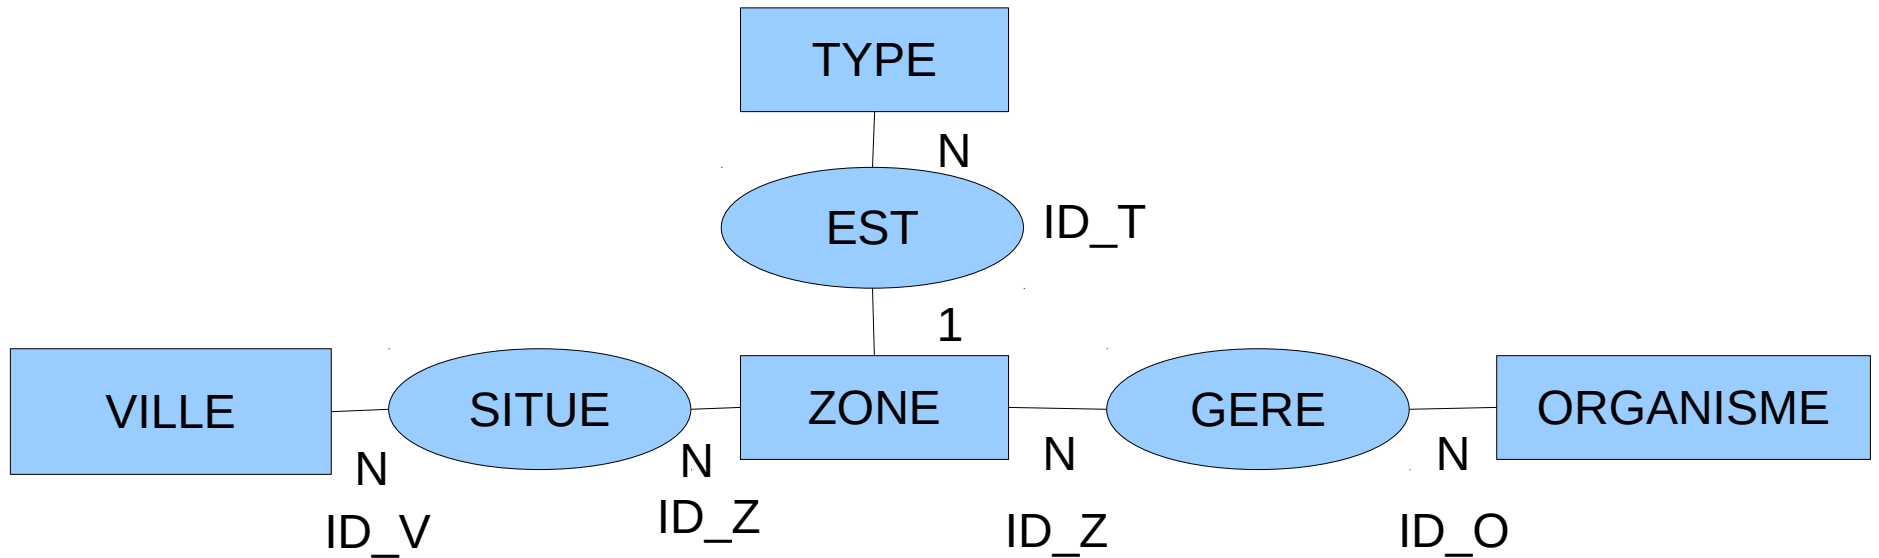 TYPE
N
EST
ID_T
1
VILLE
SITUE
ZONE
GERE
ORGANISME
N
N
N
N
ID_V
ID_Z
ID_Z
ID_O